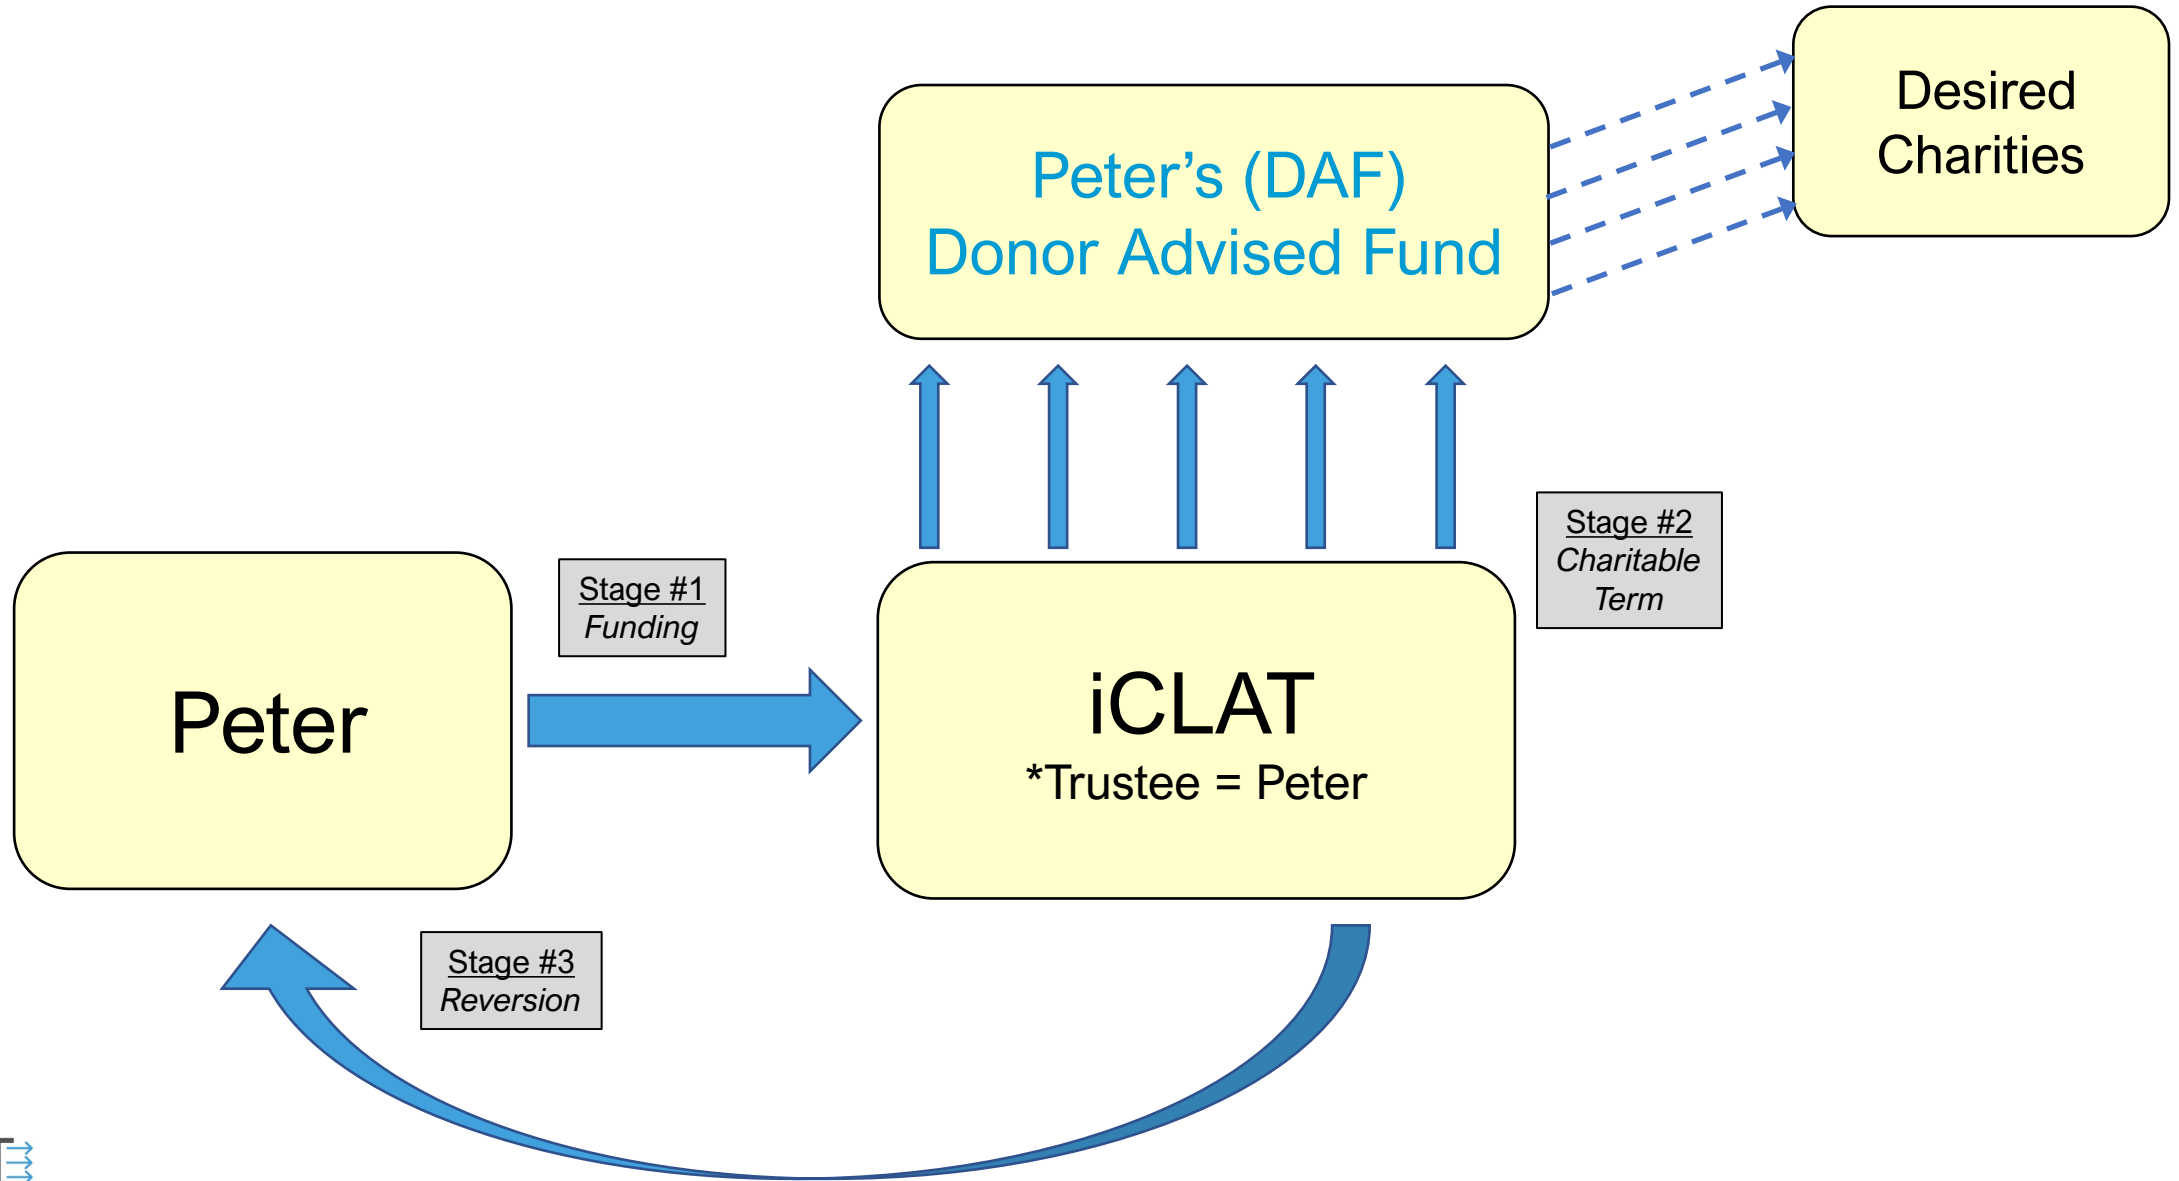 Desired
Charities
Peter’s (DAF)
Donor Advised Fund
Stage #2
Charitable
Term
Stage #1
Funding
Peter
iCLAT
*Trustee = Peter
Stage #3
Reversion